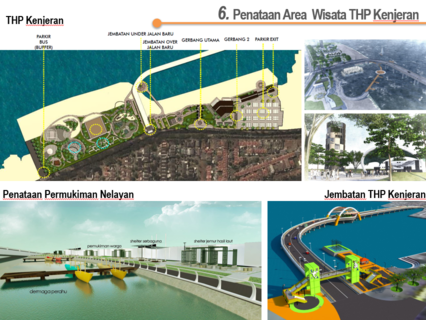 6. Penataan Area Wisata THP Kenjeran
THP Kenjeran
PARKIR
BUS
(BUFFER)
JEMBATAN UNDER JALAN BARU
JEMBATAN OVER
JALAN BARU
GERBANG UTAMA
GERBANG 2
PARKIR EXIT
Penataan Permukiman Nelayan
Jembatan THP Kenjeran
permukiman warga
shelter serbaguna
shelter jemur hasil laut
dermaga perahu